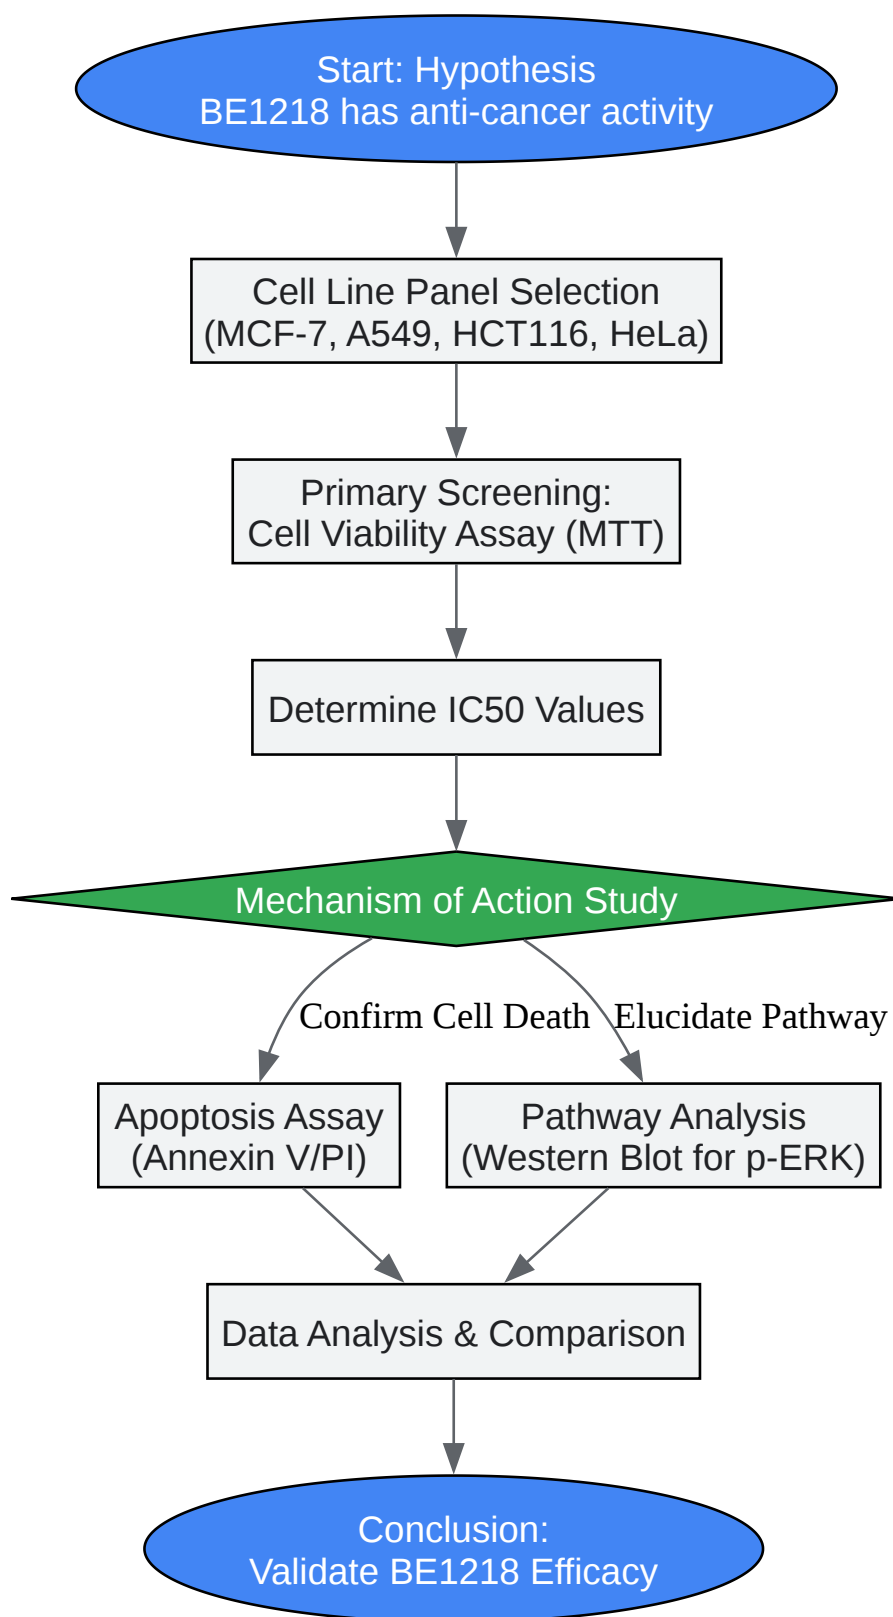 Start: Hypothesis
BE1218 has anti-cancer activity
Cell Line Panel Selection
(MCF-7, A549, HCT116, HeLa)
Primary Screening:
Cell Viability Assay (MTT)
Determine IC50 Values
Mechanism of Action Study
Confirm Cell Death
Elucidate Pathway
Apoptosis Assay
(Annexin V/PI)
Pathway Analysis
(Western Blot for p-ERK)
Data Analysis & Comparison
Conclusion:
Validate BE1218 Efficacy